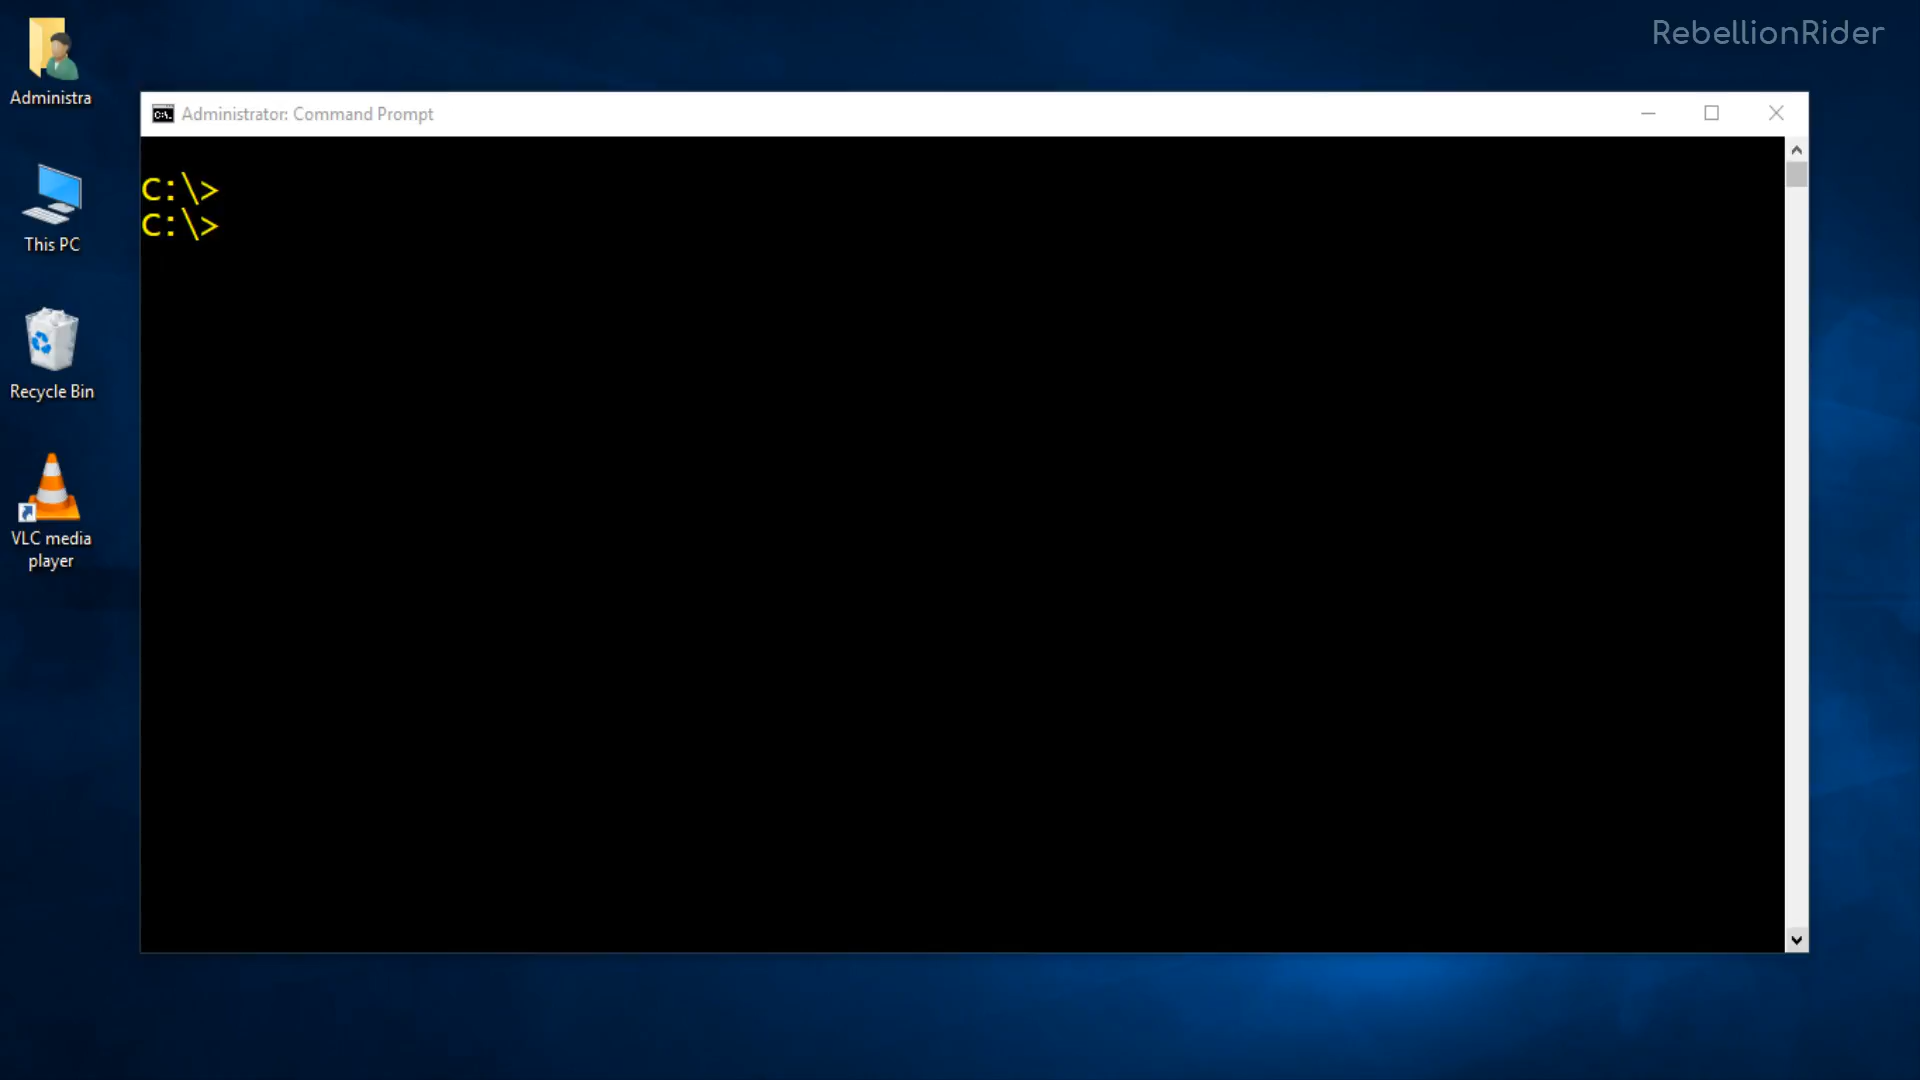 RebellionRider
Administra
Administrator: Command Prompt
This PC
C:\>
C:\>
Recycle Bin
VLC media
player